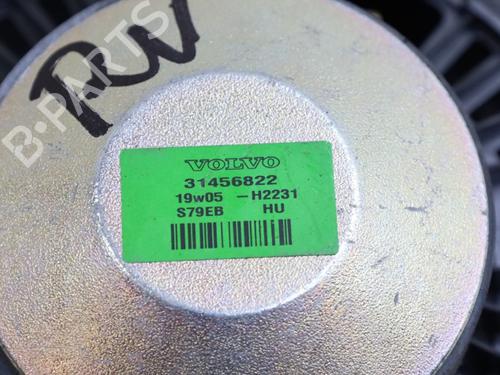 RW
B-PARTS
VOLVO
31456822
19w05 -H2231
S79EB HU